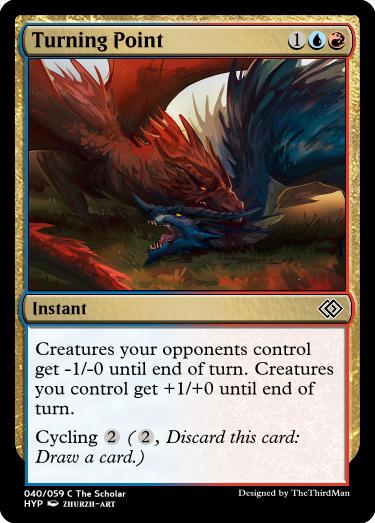 Turning Point 1
Instant
Creatures your opponents control
get -1/-0 until end of turn. Creatures
you control get +1/+0 until end of
turn.
Cycling 2 ( 2, Discard this card:
Draw a card.)
040/059 C The Scholar Designed by TheThirdMan
HYP ZHURZH-ART